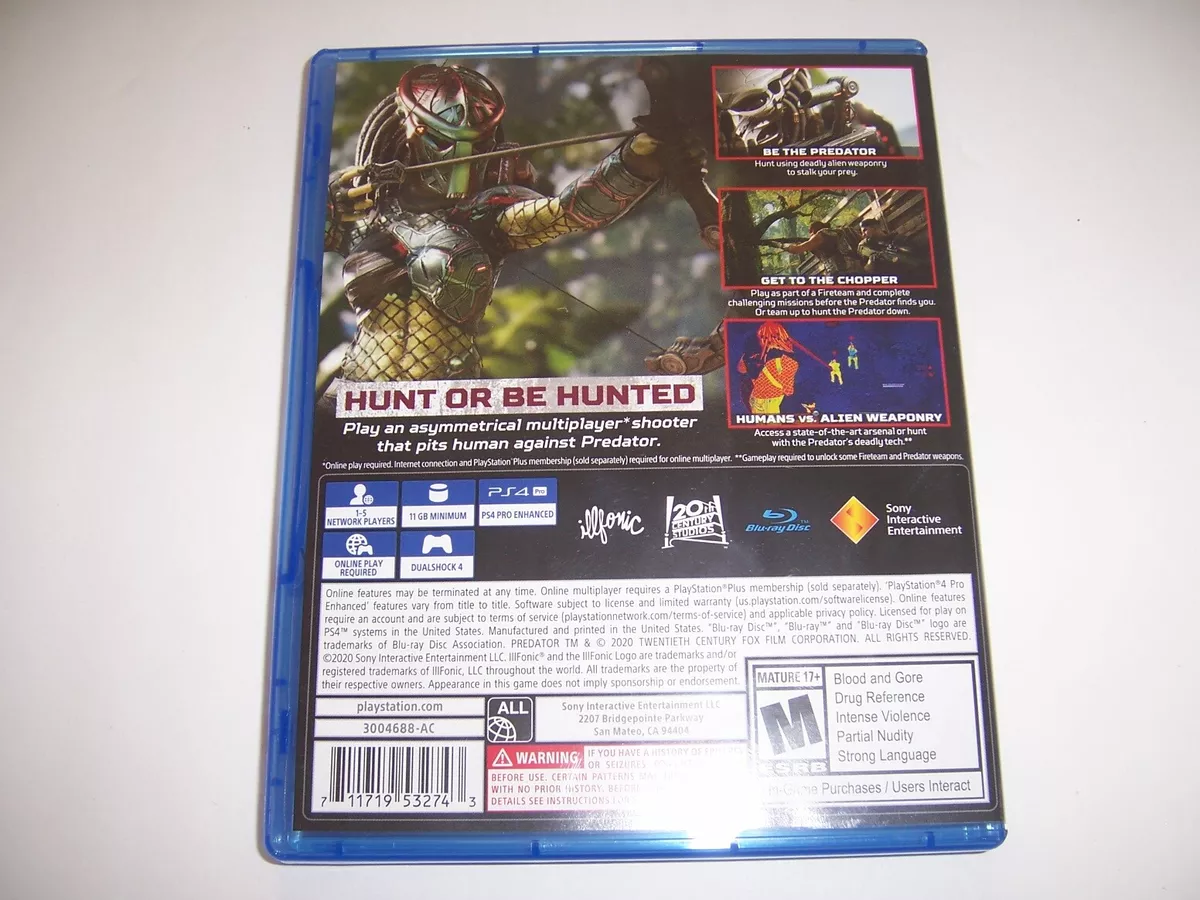 BE THE PREDATOR
Hunt using deadly alien weaponry
to stalk your prey.
GET TO THE CHOPPER
Play as part of a Fireteam and complete
challenging missions before the Predator finds you.
Or team up to hunt the Predator down.
HUMANS vs. ALIEN WEAPONRY
Access a state-of-the-art arsenal or hunt
with the Predator's deadly tech.**
HUNT OR BE HUNTED
Play an asymmetrical multiplayer* shooter
that pits human against Predator.
*Online play required. Internet connection and PlayStation®Plus membership (sold separately) required for online multiplayer. **Gameplay required to unlock some Fireteam and Predator weapons.
1-5
NETWORK PLAYERS
11 GB MINIMUM
PS4 Pro
PS4 PRO ENHANCED
ONLINE PLAY
REQUIRED
DUALSHOCK 4
illfonic
20th
CENTURY
STUDIOS
Blu-ray Disc™
Sony
Interactive
Entertainment
Online features may be terminated at any time. Online multiplayer requires a PlayStation®Plus membership (sold separately). 'PlayStation®4 Pro
Enhanced' features vary from title to title. Software subject to license and limited warranty (us.playstation.com/softwarelicense). Online features
require an account and are subject to terms of service (playstationnetwork.com/terms-of-service) and applicable privacy policy. Licensed for play on
PS4™ systems in the United States. Manufactured and printed in the United States. "Blu-ray Disc™", "Blu-ray™" and "Blu-ray Disc™" logo are
trademarks of Blu-ray Disc Association. PREDATOR TM & © 2020 TWENTIETH CENTURY FOX FILM CORPORATION. ALL RIGHTS RESERVED.
©2020 Sony Interactive Entertainment LLC. IllFonic® and the IllFonic Logo are trademarks and/or
registered trademarks of IllFonic, LLC throughout the world. All trademarks are the property of
their respective owners. Appearance in this game does not imply sponsorship or endorsement.
playstation.com
3004688-AC
ALL
Sony Interactive Entertainment LLC
2207 Bridgepointe Parkway
San Mateo, CA 94404
WARNING
IF YOU HAVE A HISTORY OF
OR SEIZURES,
BEFORE USE. CERTAIN PATTERNS
WITH NO PRIOR HISTORY.
DETAILS SEE INSTRUCTIONS
7 11719 53274 3
MATURE 17+
M
ESRB
Blood and Gore
Drug Reference
Intense Violence
Partial Nudity
Strong Language
In-Game Purchases / Users Interact